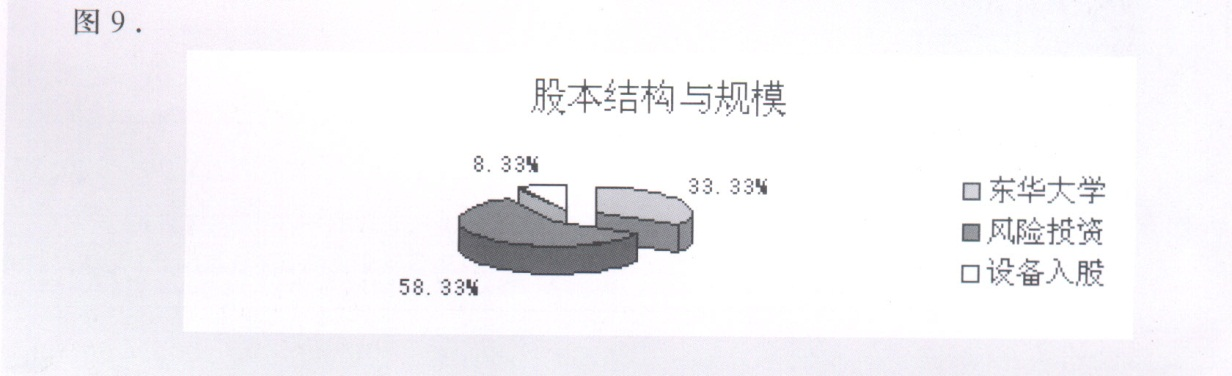 图 9 .
股本结构与规模
8.33%
33.33%
58.33%
东华大学
风险投资
设备入股